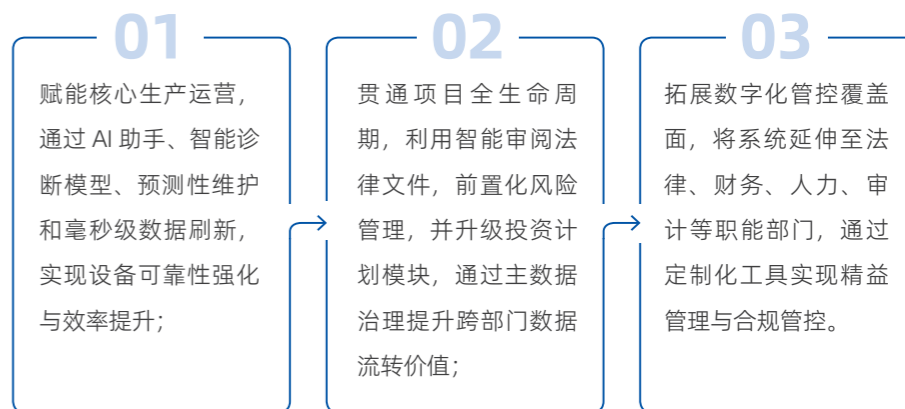 01
赋能核心生产运营，
通过 AI 助手、智能诊
断模型、预测性维护
和毫秒级数据刷新，
实现设备可靠性强化
与效率提升；
02
贯通项目全生命周
期，利用智能审阅法
律文件，前置化风险
管理，并升级投资计
划模块，通过主数据
治理提升跨部门数据
流转价值；
03
拓展数字化管控覆盖
面，将系统延伸至法
律、财务、人力、审
计等职能部门，通过
定制化工具实现精益
管理与合规管控。